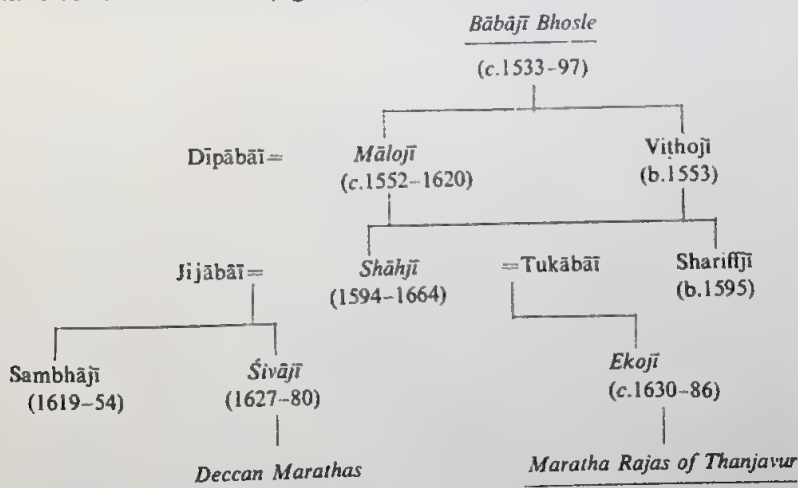 Bābājī Bhosle
(c.1533–97)
Dīpābāī= Mālojī Viṭhojī
(c.1552–1620) (b.1553)
Jijābāī= Shāhjī =Tukābāī Shariffjī
(1594–1664) (b.1595)
Sambhājī Śivājī Ekojī
(1619–54) (1627–80) (c.1630–86)
Deccan Marathas Maratha Rajas of Thanjavur